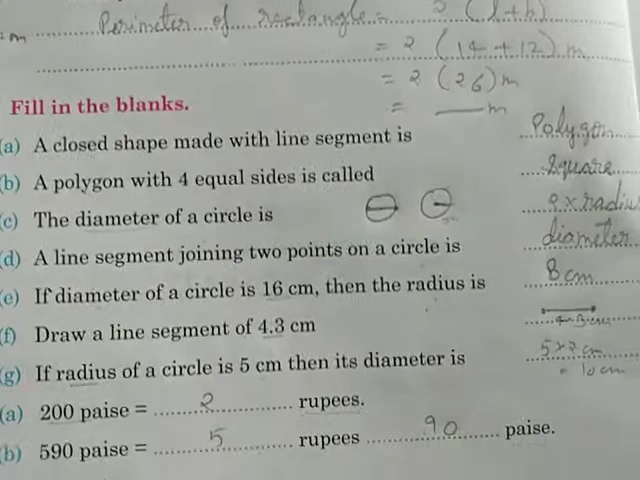 m Perimeter of rectangle = 2 (l+b)
= 2 (14 + 12) m
= 2 (26) m
= m
Fill in the blanks.
(a) A closed shape made with line segment is Polygon
(b) A polygon with 4 equal sides is called Square
(c) The diameter of a circle is 2 x radius
(d) A line segment joining two points on a circle is diameter
(e) If diameter of a circle is 16 cm, then the radius is 8 cm
(f) Draw a line segment of 4.3 cm
(g) If radius of a circle is 5 cm then its diameter is 5 x 2 cm
= 10 cm
(a) 200 paise = 2 rupees.
(b) 590 paise = 5 rupees 90 paise.